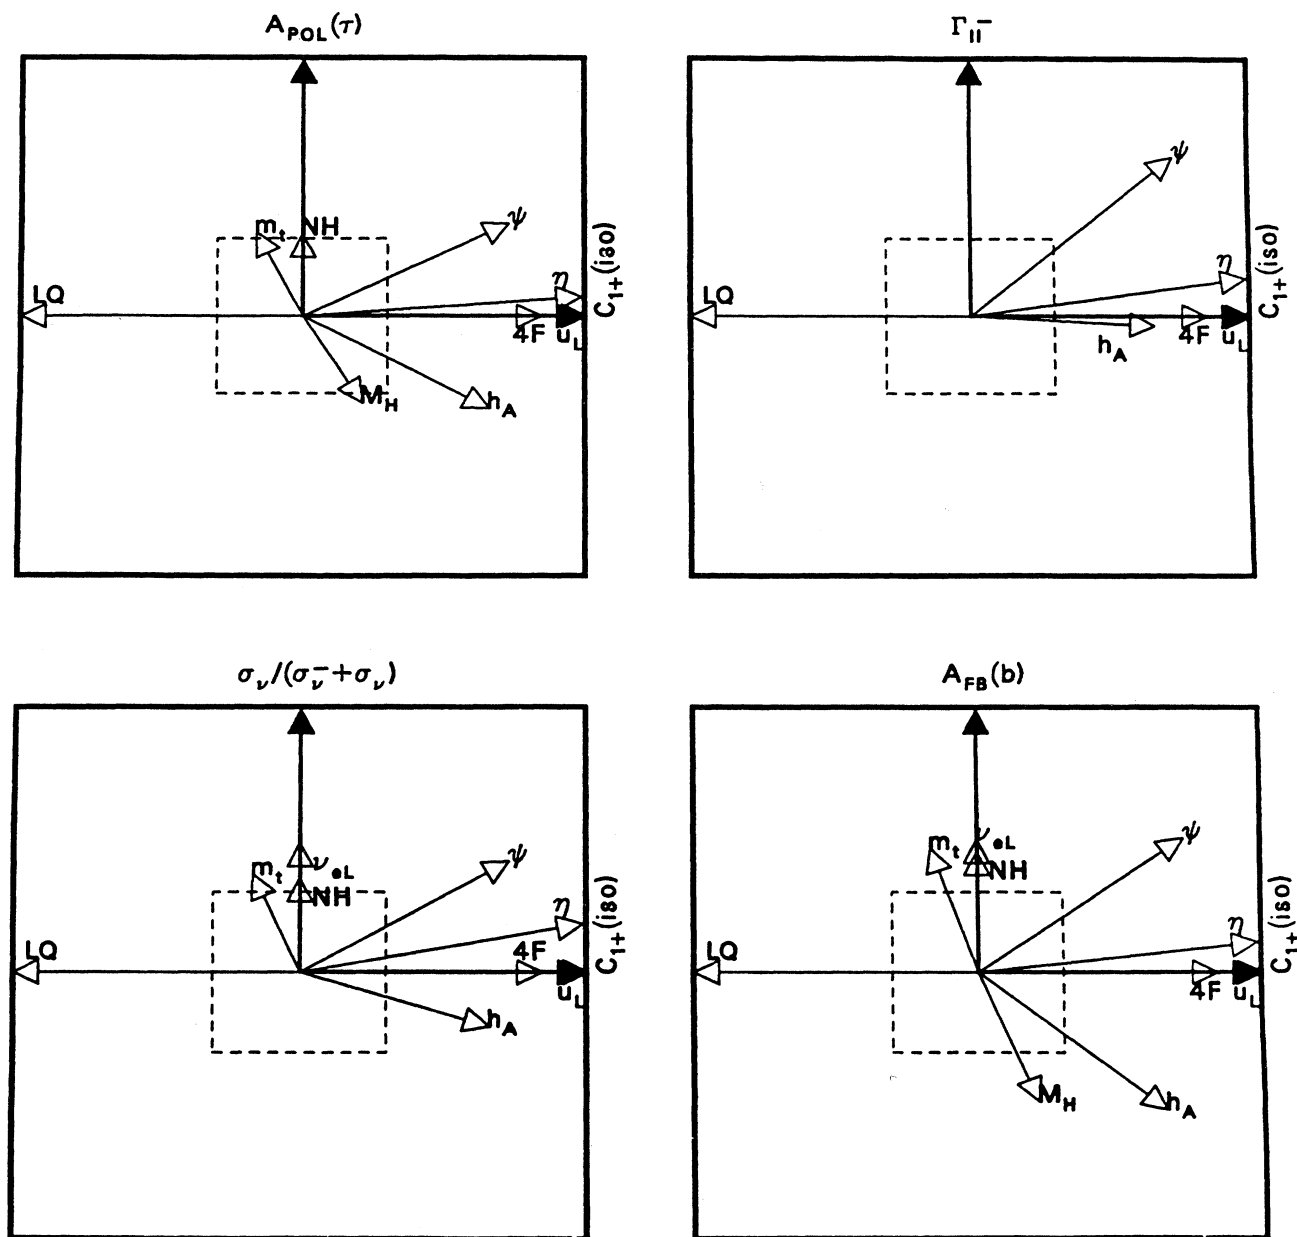 A_POL(τ)
m_t NH ψ
LQ η
4F u_L
M_H h_A
C_1+(iso)
Γ_ll⁻
ψ
LQ η
h_A 4F u_L
C_1+(iso)
σ_ν/(σ_ν⁻+σ_ν)
m_t ν_eL ψ
NH
LQ 4F η
u_L
h_A
C_1+(iso)
A_FB(b)
m_t ν_eL ψ
NH
LQ η
4F u_L
M_H h_A
C_1+(iso)